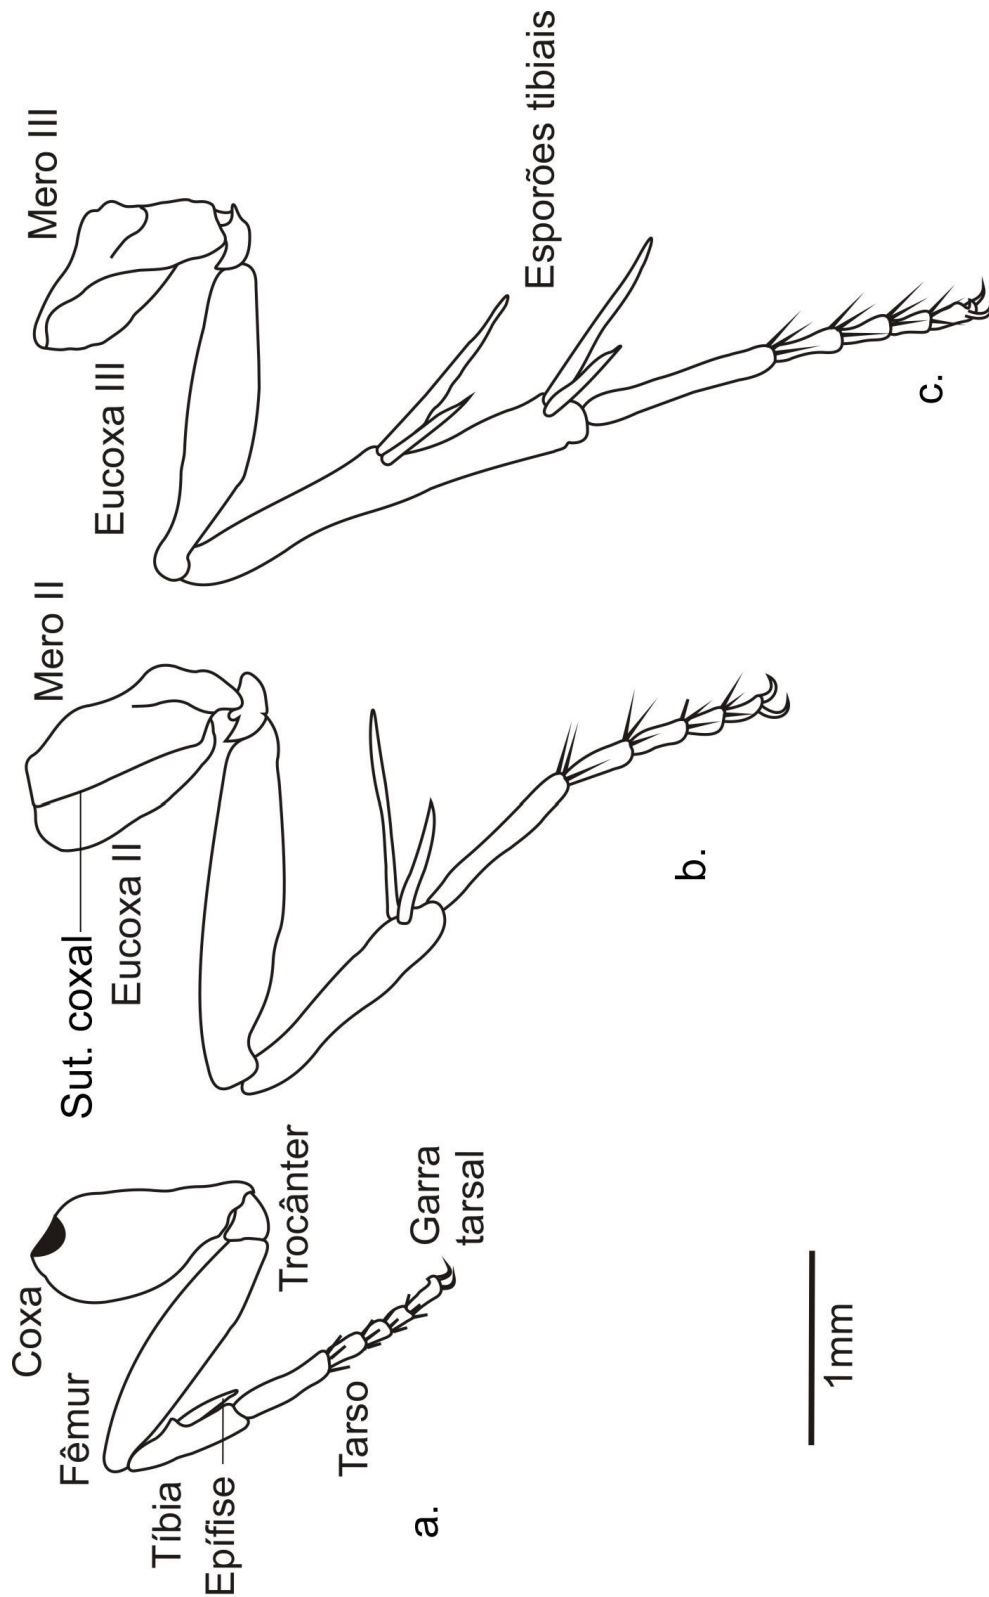 Coxa
Fêmur
Tíbia
Epífise
Trocânter
Tarso
Garra
tarsal
a.
1mm
Mero II
Sut. coxal
Eucoxa II
b.
Mero III
Eucoxa III
Esporões tibiais
c.